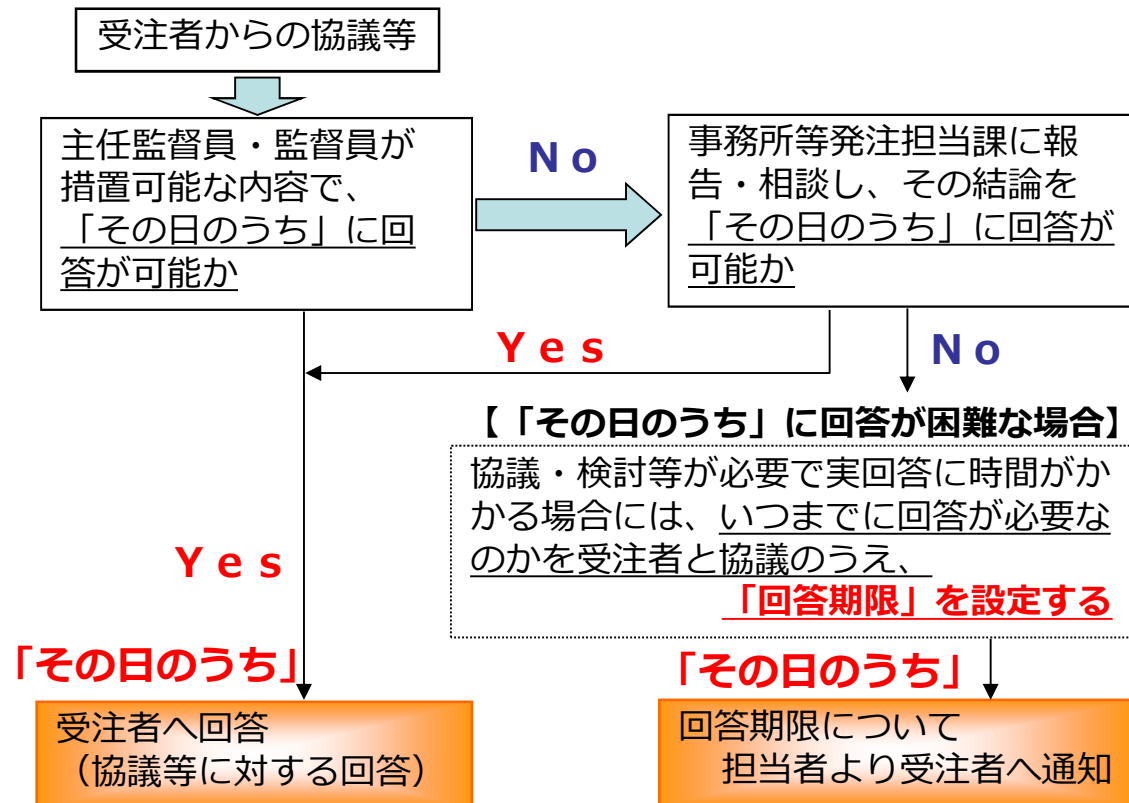 受注者からの協議等
主任監督員・監督員が
措置可能な内容で、
「その日のうち」に回
答が可能か
No
事務所等発注担当課に報
告・相談し、その結論を
「その日のうち」に回答が
可能か
Yes
No
【「その日のうち」に回答が困難な場合】
協議・検討等が必要で実回答に時間がか
かる場合には、いつまでに回答が必要な
のかを受注者と協議のうえ、
「回答期限」を設定する
Yes
「その日のうち」
受注者へ回答
（協議等に対する回答）
「その日のうち」
回答期限について
担当者より受注者へ通知